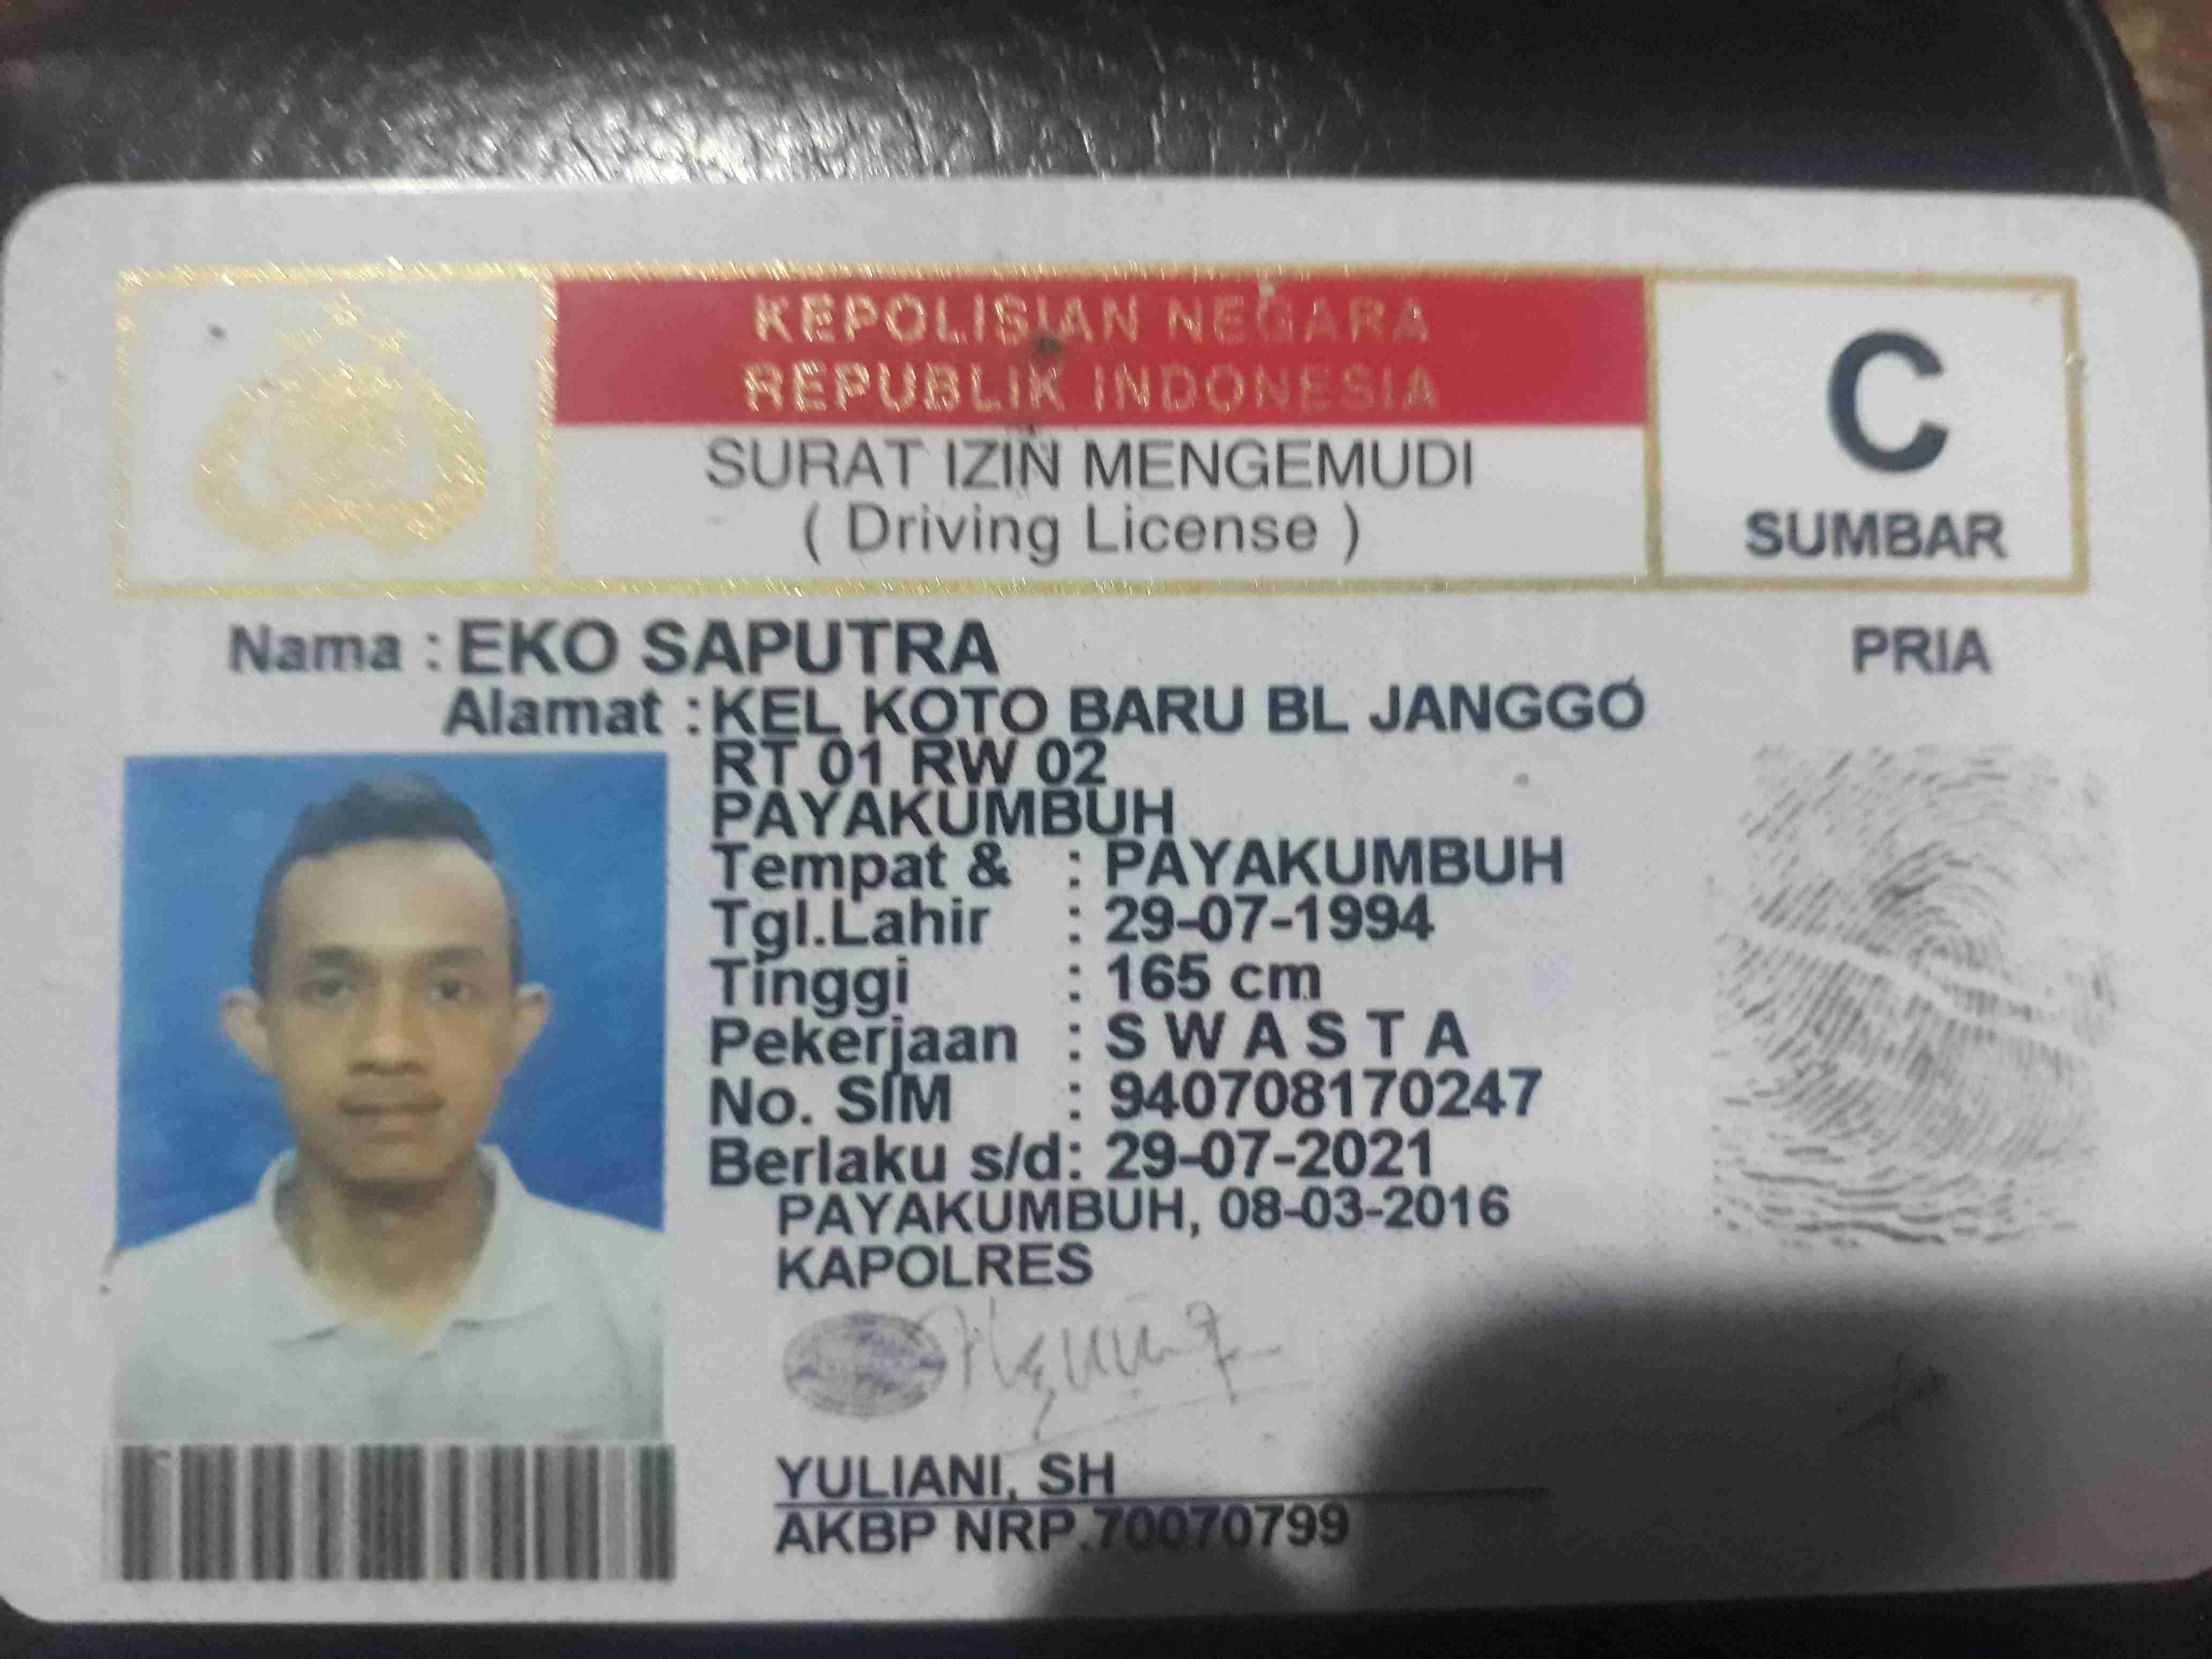 KEPOLISIAN NEGARA
REPUBLIK INDONESIA
SURAT IZIN MENGEMUDI
( Driving License )
C
SUMBAR
Nama : EKO SAPUTRA
PRIA
Alamat : KEL KOTO BARU BL JANGGO
RT 01 RW 02
PAYAKUMBUH
Tempat & : PAYAKUMBUH
Tgl.Lahir : 29-07-1994
Tinggi : 165 cm
Pekerjaan : S W A S T A
No. SIM : 940708170247
Berlaku s/d: 29-07-2021
PAYAKUMBUH, 08-03-2016
KAPOLRES
YULIANI, SH
AKBP NRP.70070799